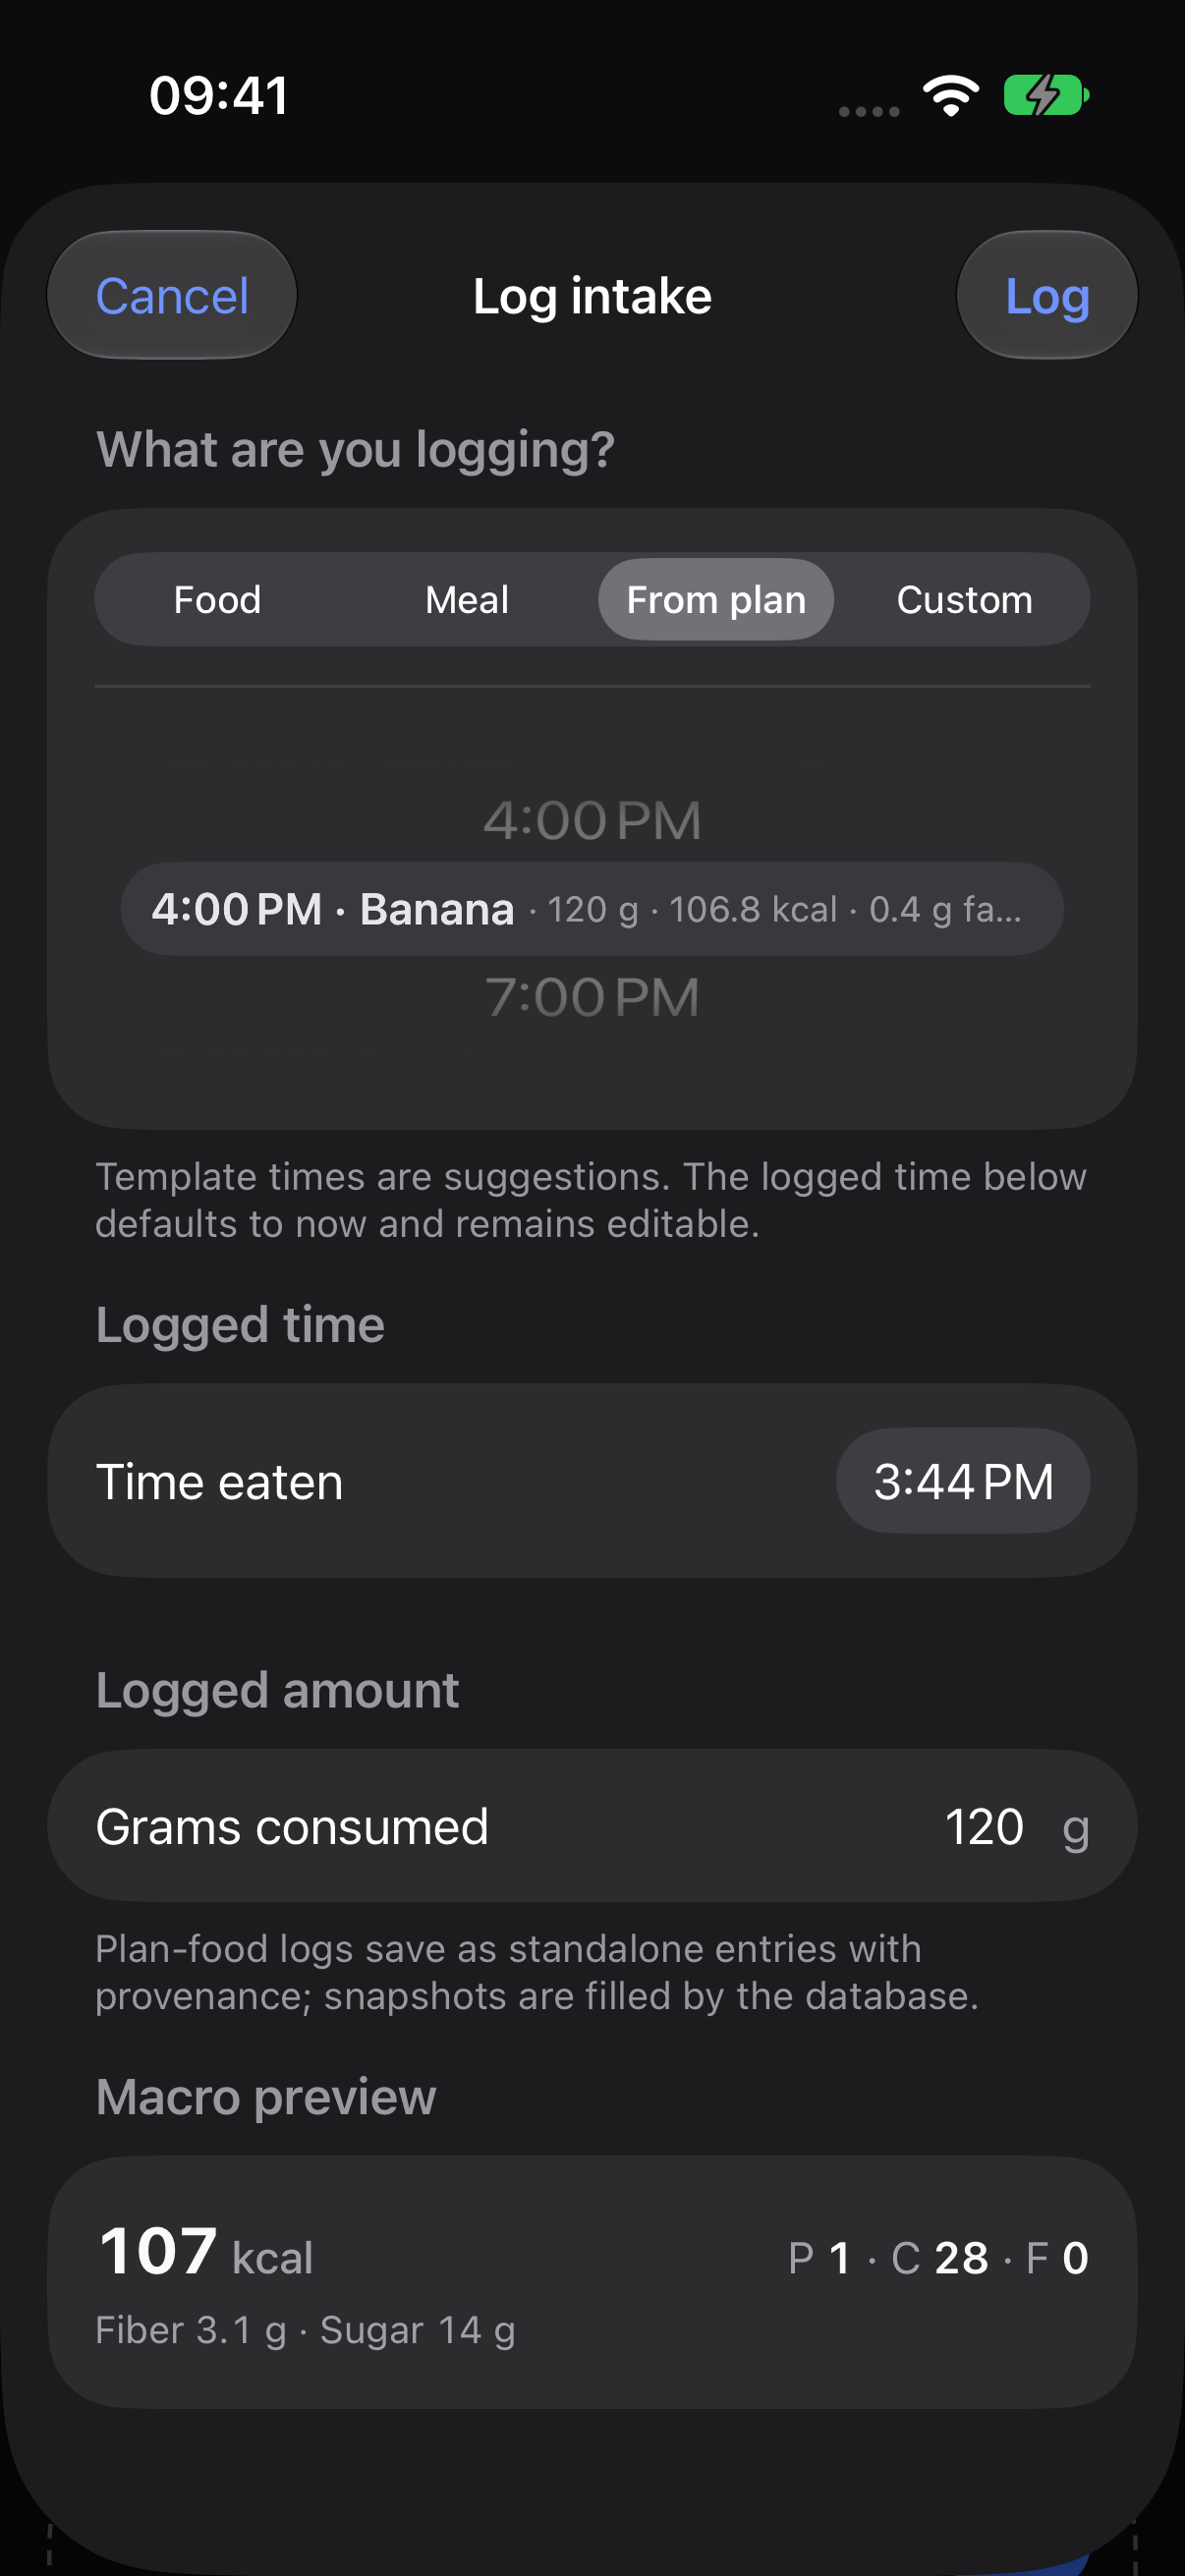 09:41
Cancel
Log intake
Log
What are you logging?
Food
Meal
From plan
Custom
4:00 PM
4:00 PM · Banana · 120 g · 106.8 kcal · 0.4 g fa...
7:00 PM
Template times are suggestions. The logged time below
defaults to now and remains editable.
Logged time
Time eaten
3:44 PM
Logged amount
Grams consumed
120 g
Plan-food logs save as standalone entries with
provenance; snapshots are filled by the database.
Macro preview
107 kcal
P 1 · C 28 · F 0
Fiber 3.1 g · Sugar 14 g